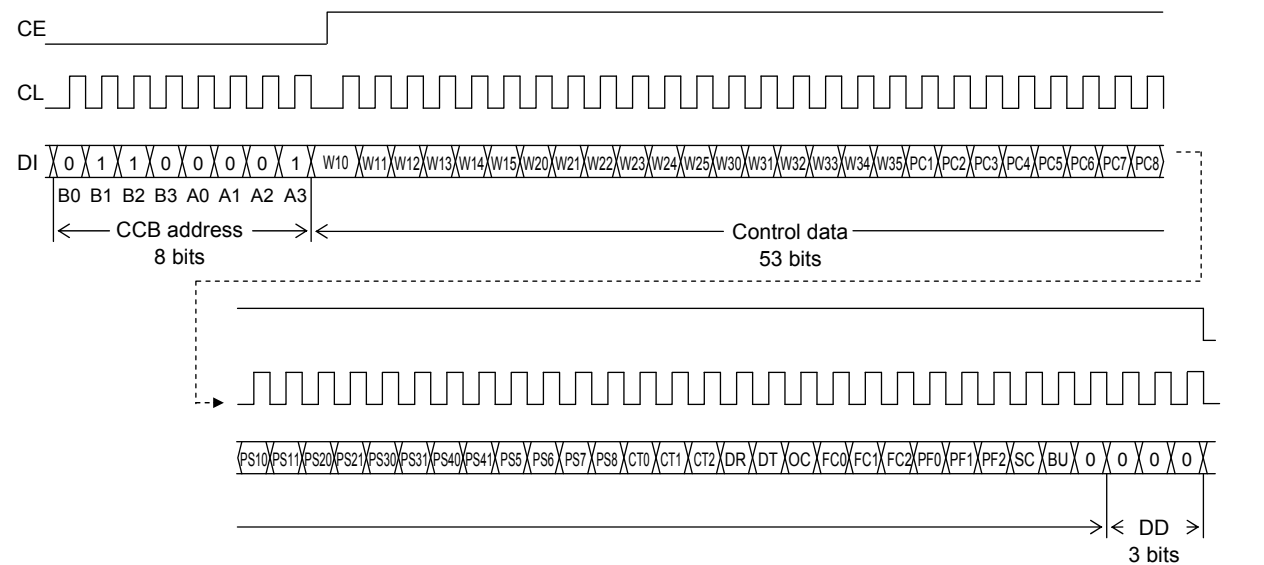 CE
CL
DI 0 1 1 0 0 0 0 1 W10 W11 W12 W13 W14 W15 W20 W21 W22 W23 W24 W25 W30 W31 W32 W33 W34 W35 PC1 PC2 PC3 PC4 PC5 PC6 PC7 PC8
B0 B1 B2 B3 A0 A1 A2 A3
CCB address Control data
8 bits 53 bits
PS10 PS11 PS20 PS21 PS30 PS31 PS40 PS41 PS5 PS6 PS7 PS8 CT0 CT1 CT2 DR DT OC FC0 FC1 FC2 PF0 PF1 PF2 SC BU 0 0 0 0
DD
3 bits